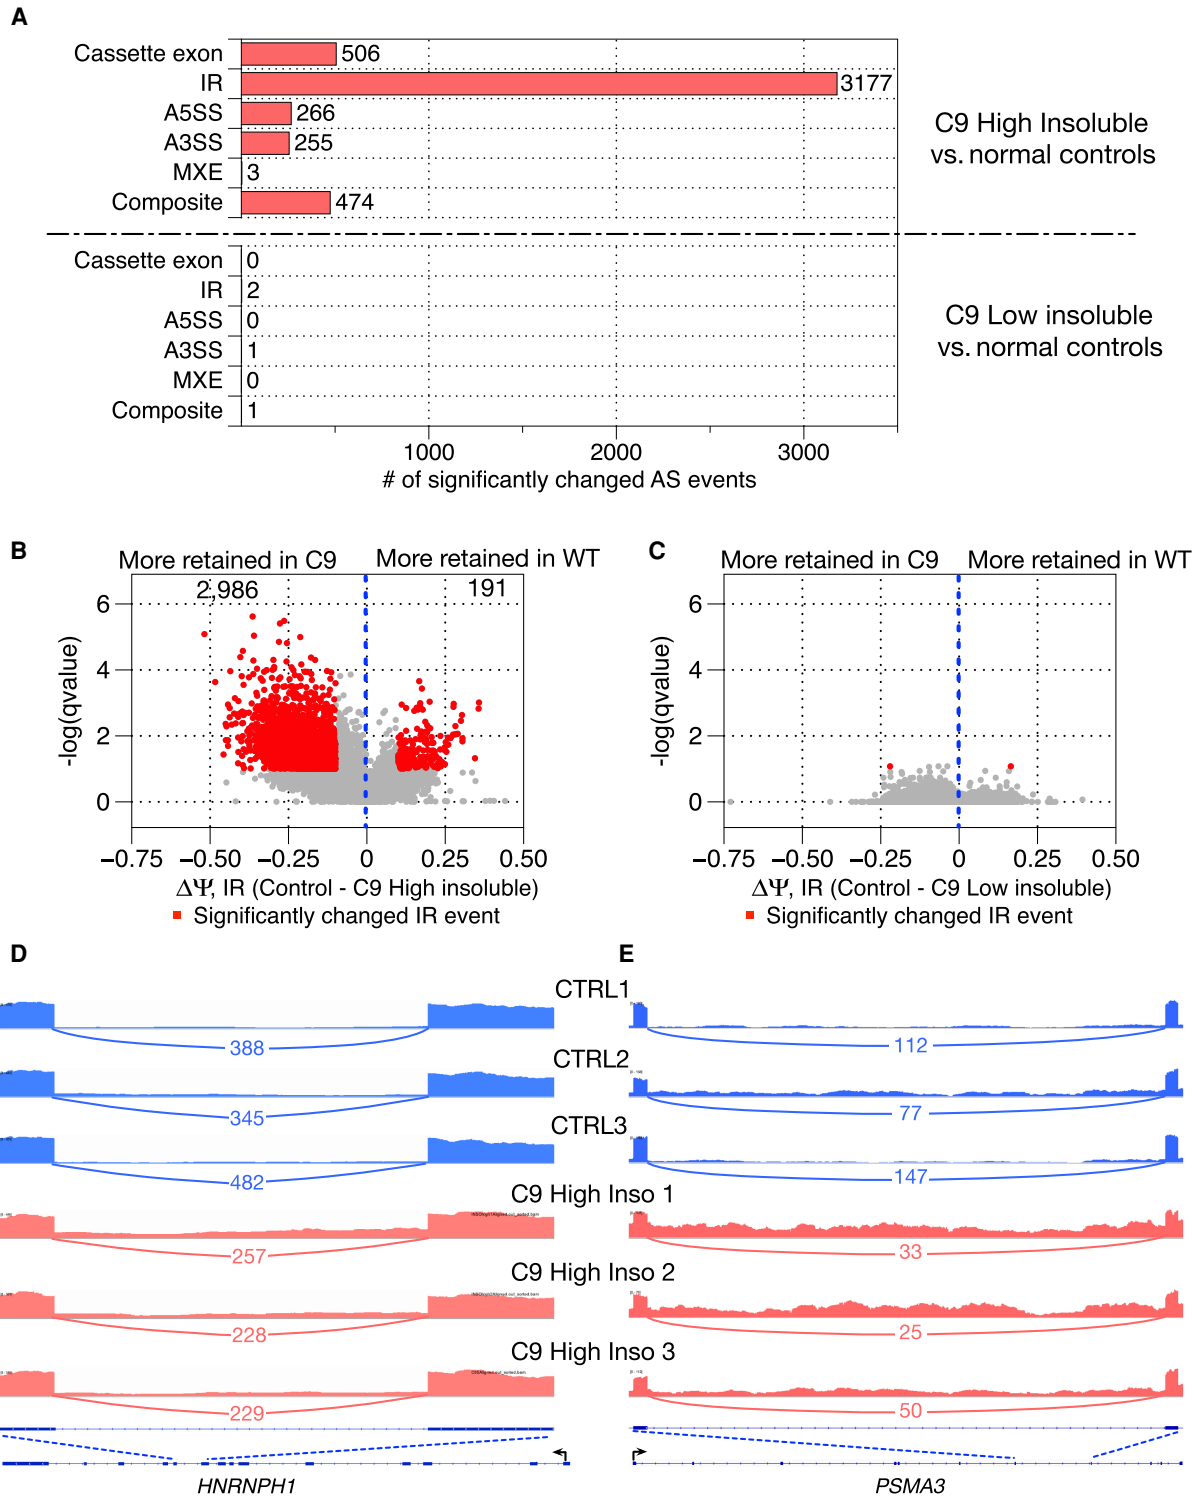 A
Cassette exon 506
IR 3177
A5SS 266
A3SS 255
MXE 3
Composite 474
C9 High Insoluble
vs. normal controls
Cassette exon 0
IR 2
A5SS 0
A3SS 1
MXE 0
Composite 1
C9 Low insoluble
vs. normal controls
1000 2000 3000
# of significantly changed AS events
B
More retained in C9 More retained in WT
2,986 191
6
4
2
0
-log(qvalue)
−0.75 −0.50 −0.25 0 0.25 0.50
ΔΨ, IR (Control - C9 High insoluble)
Significantly changed IR event
C
More retained in C9 More retained in WT
6
4
2
0
-log(qvalue)
−0.75 −0.50 −0.25 0 0.25 0.50
ΔΨ, IR (Control - C9 Low insoluble)
Significantly changed IR event
D E
CTRL1
388 112
CTRL2
345 77
CTRL3
482 147
C9 High Inso 1
257 33
C9 High Inso 2
228 25
C9 High Inso 3
229 50
HNRNPH1 PSMA3